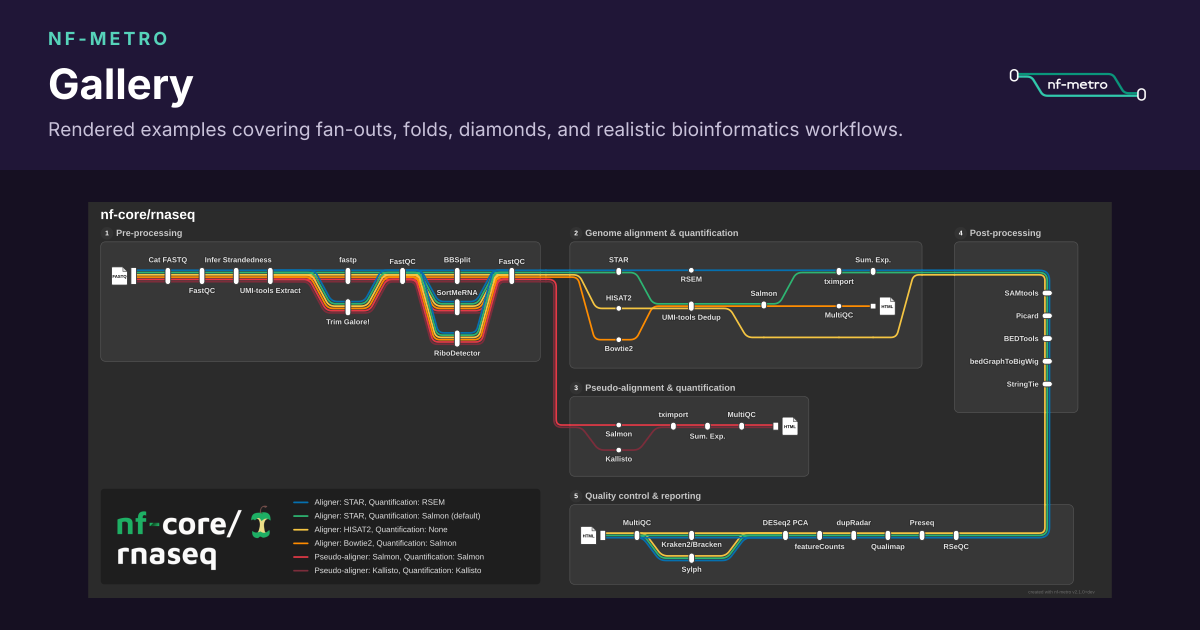 NF-METRO
Gallery
Rendered examples covering fan-outs, folds, diamonds, and realistic bioinformatics workflows.
nf-metro
nf-core/rnaseq
1 Pre-processing
Cat FASTQ
Infer Strandedness
fastp
FastQC
BBSplit
FastQC
FASTQ
FastQC
UMI-tools Extract
SortMeRNA
Trim Galore!
RiboDetector
2 Genome alignment & quantification
STAR
Sum. Exp.
RSEM
tximport
HISAT2
Salmon
HTML
UMI-tools Dedup
MultiQC
Bowtie2
4 Post-processing
SAMtools
Picard
BEDTools
bedGraphToBigWig
StringTie
3 Pseudo-alignment & quantification
tximport
MultiQC
HTML
Salmon
Sum. Exp.
Kallisto
nf-core/
rnaseq
Aligner: STAR, Quantification: RSEM
Aligner: STAR, Quantification: Salmon (default)
Aligner: HISAT2, Quantification: None
Aligner: Bowtie2, Quantification: Salmon
Pseudo-aligner: Salmon, Quantification: Salmon
Pseudo-aligner: Kallisto, Quantification: Kallisto
5 Quality control & reporting
MultiQC
DESeq2 PCA
dupRadar
Preseq
HTML
Kraken2/Bracken
featureCounts
Qualimap
RSeQC
Sylph